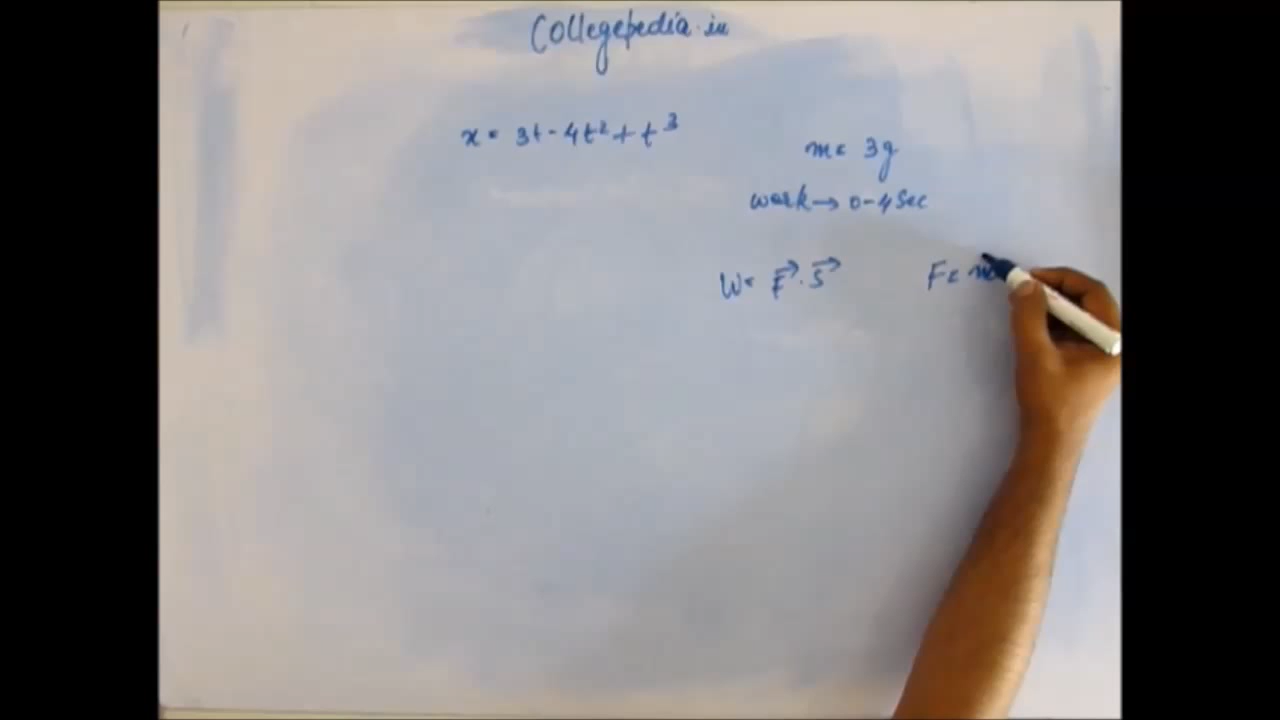 Collegepedia.in
x = 3t - 4t² + t³
m = 3g
work → 0-4 Sec
W = F⃗ . S⃗ F = m